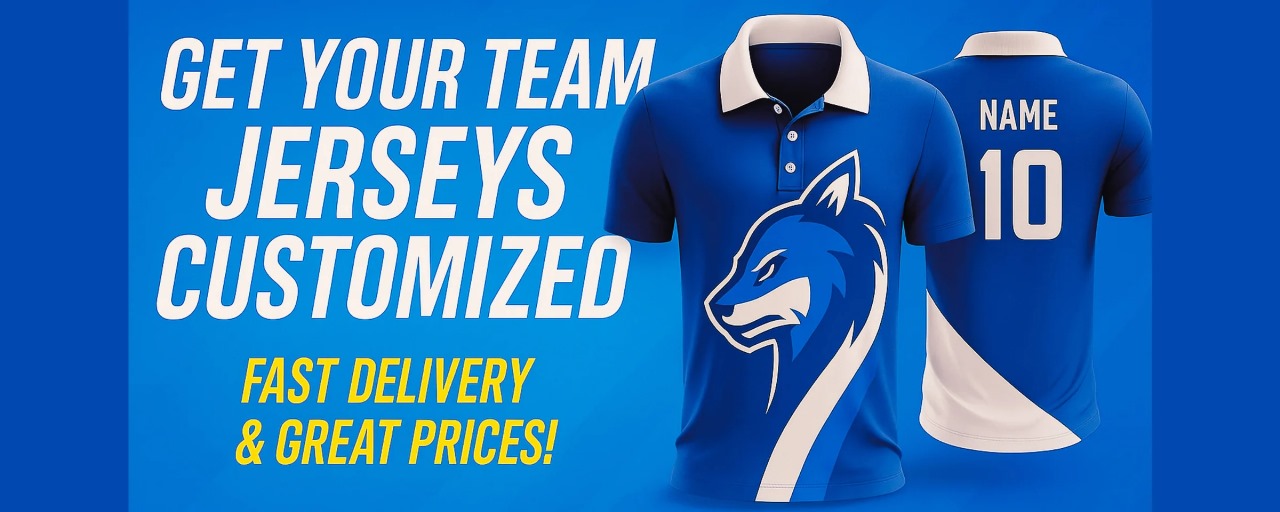 GET YOUR TEAM
JERSEYS
CUSTOMIZED
FAST DELIVERY
& GREAT PRICES!
NAME
10